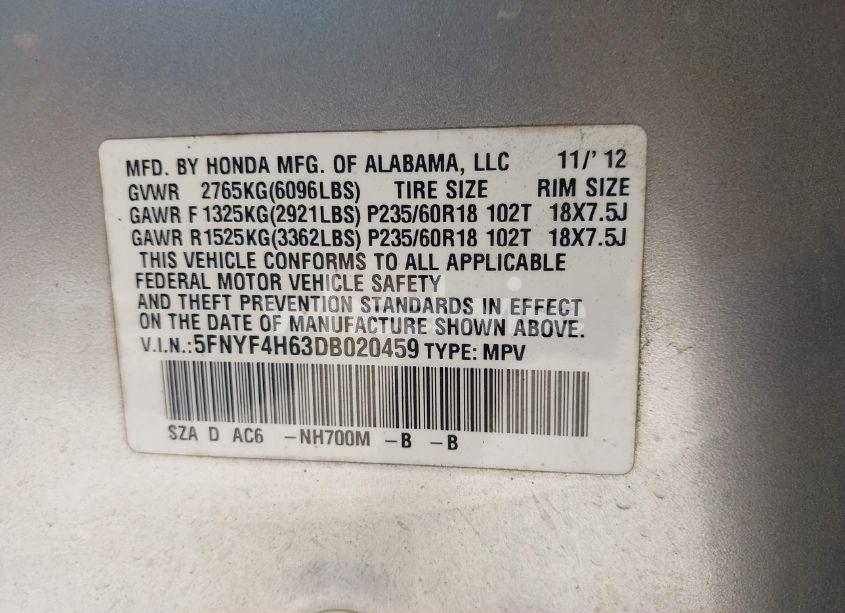 MFD. BY HONDA MFG. OF ALABAMA, LLC 11/'12
GVWR 2765KG(6096LBS) TIRE SIZE RIM SIZE
GAWR F 1325KG(2921LBS) P235/60R18 102T 18X7.5J
GAWR R1525KG(3362LBS) P235/60R18 102T 18X7.5J
THIS VEHICLE CONFORMS TO ALL APPLICABLE
FEDERAL MOTOR VEHICLE SAFETY
AND THEFT PREVENTION STANDARDS IN EFFECT
ON THE DATE OF MANUFACTURE SHOWN ABOVE.
V.I.N.:5FNYF4H63DB020459 TYPE: MPV
SZA D AC6 -NH700M -B -B